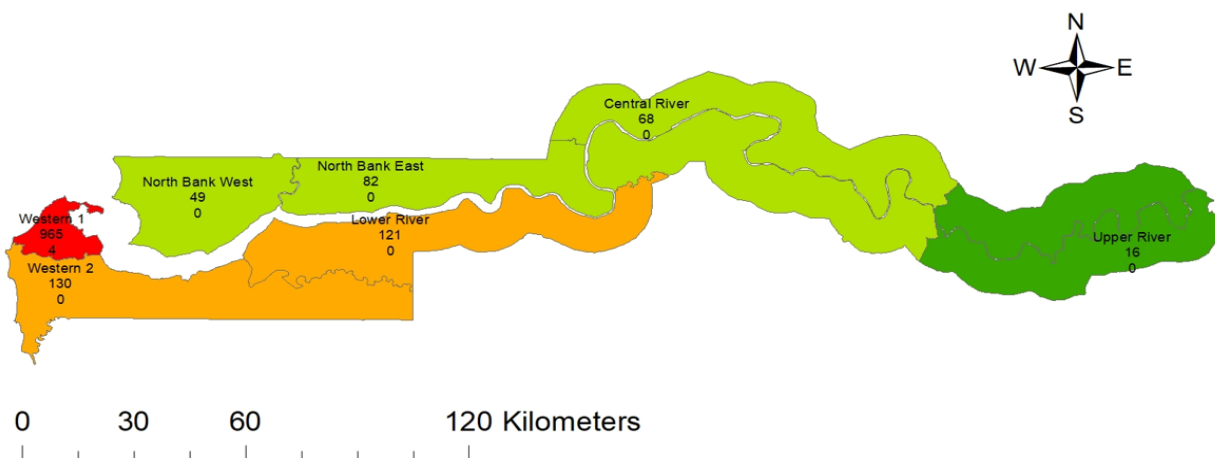 N
W E
S
Central River
68
0
North Bank East
82
0
North Bank West
49
0
Western 1
965
4
Lower River
121
0
Western 2
130
0
Upper River
16
0
0 30 60 120 Kilometers